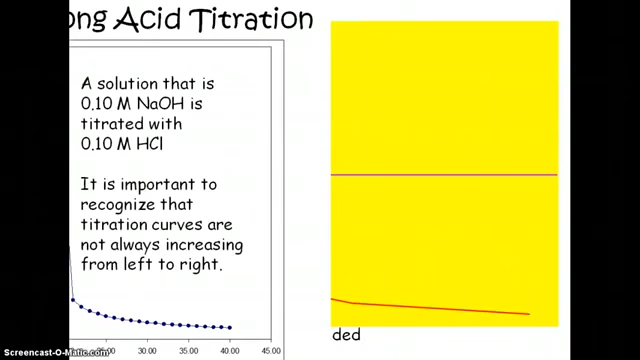 ong Acid Titration
A solution that is
0.10 M NaOH is
titrated with
0.10 M HCl
It is important to
recognize that
titration curves are
not always increasing
from left to right.
ded
30.00 35.00 40.00 45.00
Screencast-O-Matic.com